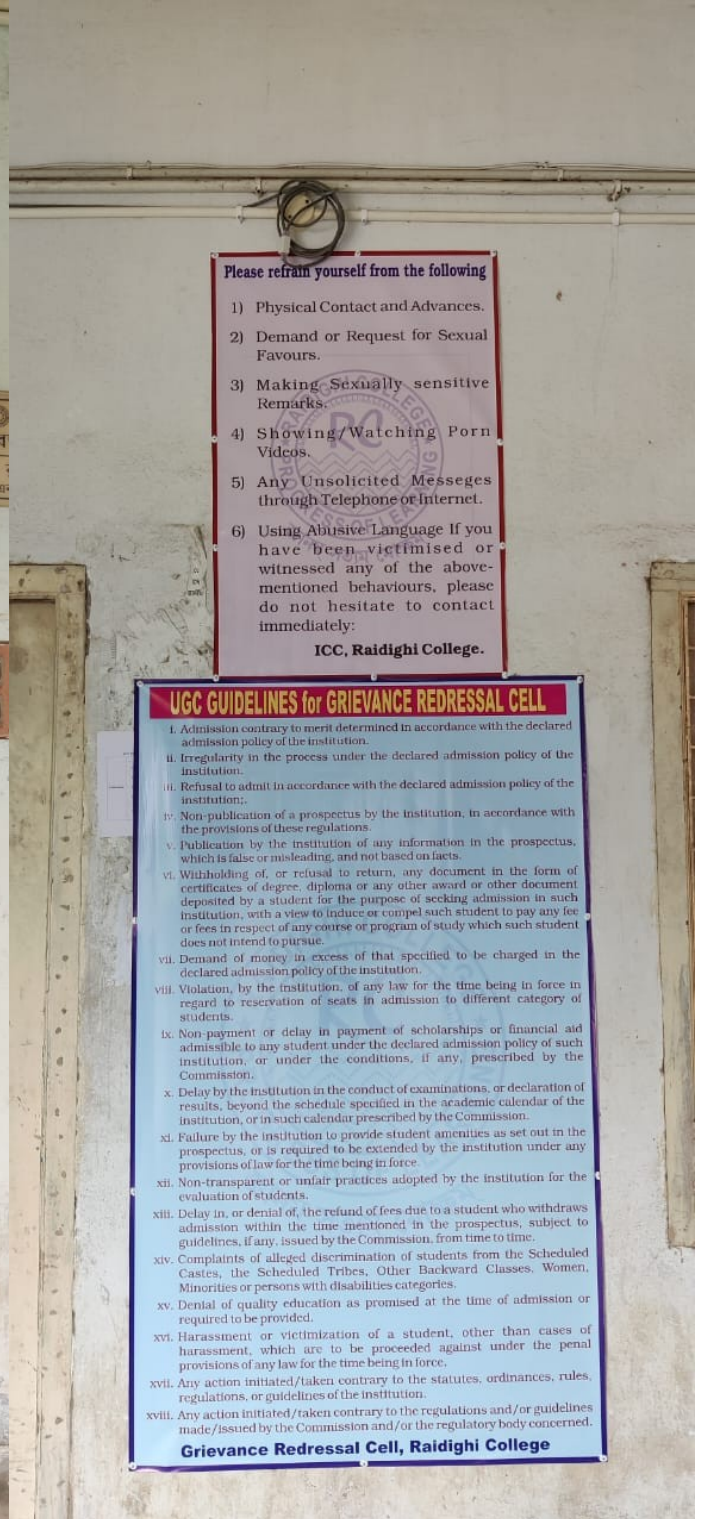 Please refrain yourself from the following
1) Physical Contact and Advances.
2) Demand or Request for Sexual
Favours.
3) Making Sexually sensitive
Remarks.
4) Showing/Watching Porn
Videos.
5) Any Unsolicited Messeges
through Telephone or Internet.
6) Using Abusive Language If you
have been victimised or
witnessed any of the above-
mentioned behaviours, please
do not hesitate to contact
immediately:
ICC, Raidighi College.
UGC GUIDELINES for GRIEVANCE REDRESSAL CELL
i. Admission contrary to merit determined in accordance with the declared
admission policy of the institution.
ii. Irregularity in the process under the declared admission policy of the
institution.
iii. Refusal to admit in accordance with the declared admission policy of the
institution;.
iv. Non-publication of a prospectus by the institution, in accordance with
the provisions of these regulations.
v. Publication by the institution of any information in the prospectus,
which is false or misleading, and not based on facts.
vi. Withholding of, or refusal to return, any document in the form of
certificates of degree, diploma or any other award or other document
deposited by a student for the purpose of seeking admission in such
institution, with a view to induce or compel such student to pay any fee
or fees in respect of any course or program of study which such student
does not intend to pursue.
vii. Demand of money in excess of that specified to be charged in the
declared admission policy of the institution.
viii. Violation, by the institution, of any law for the time being in force in
regard to reservation of seats in admission to different category of
students.
ix. Non-payment or delay in payment of scholarships or financial aid
admissible to any student under the declared admission policy of such
institution, or under the conditions, if any, prescribed by the
Commission.
x. Delay by the institution in the conduct of examinations, or declaration of
results, beyond the schedule specified in the academic calendar of the
institution, or in such calendar prescribed by the Commission.
xi. Failure by the institution to provide student amenities as set out in the
prospectus, or is required to be extended by the institution under any
provisions of law for the time being in force.
xii. Non-transparent or unfair practices adopted by the institution for the
evaluation of students.
xiii. Delay in, or denial of, the refund of fees due to a student who withdraws
admission within the time mentioned in the prospectus, subject to
guidelines, if any, issued by the Commission, from time to time.
xiv. Complaints of alleged discrimination of students from the Scheduled
Castes, the Scheduled Tribes, Other Backward Classes, Women,
Minorities or persons with disabilities categories.
xv. Denial of quality education as promised at the time of admission or
required to be provided.
xvi. Harassment or victimization of a student, other than cases of
harassment, which are to be proceeded against under the penal
provisions of any law for the time being in force.
xvii. Any action initiated/taken contrary to the statutes, ordinances, rules,
regulations, or guidelines of the institution.
xviii. Any action initiated/taken contrary to the regulations and/or guidelines
made/issued by the Commission and/or the regulatory body concerned.
Grievance Redressal Cell, Raidighi College